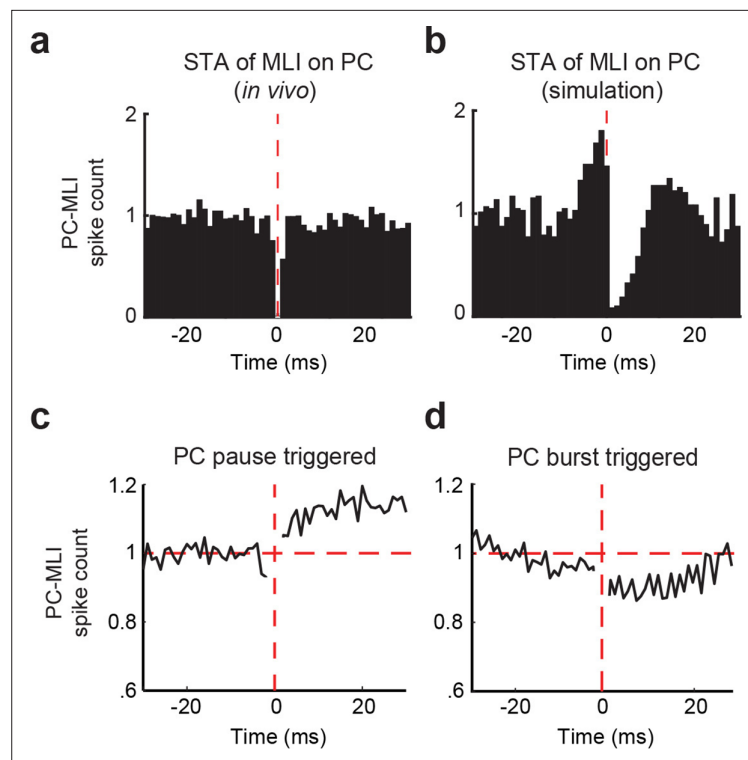 a
STA of MLI on PC
(in vivo)
PC-MLI
spike count
2
1
0
-20
0
20
Time (ms)
b
STA of MLI on PC
(simulation)
2
1
0
-20
0
20
Time (ms)
c
PC pause triggered
PC-MLI
spike count
1.2
1
0.8
.6
-20
0
20
Time (ms)
d
PC burst triggered
1.2
1
0.8
.6
-20
0
20
Time (ms)